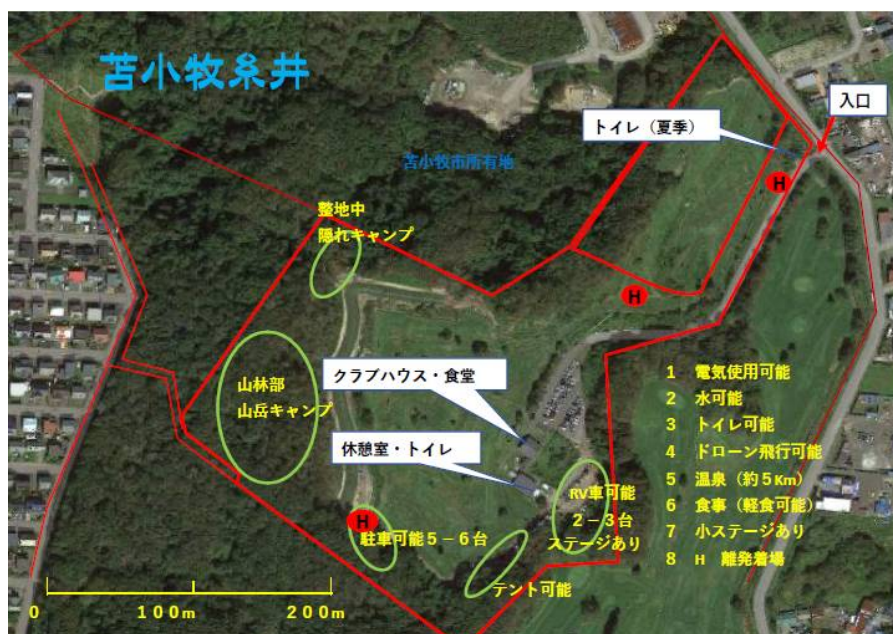 苫小牧糸井
入口
トイレ（夏季）
苫小牧市所有地
H
整地中
隠れキャンプ
H
クラブハウス・食堂
山林部
山岳キャンプ
休憩室・トイレ
RV車可能
2－3台
ステージあり
H
駐車可能5－6台
テント可能
1 電気使用可能
2 水可能
3 トイレ可能
4 ドローン飛行可能
5 温泉（約5Km）
6 食事（軽食可能）
7 小ステージあり
8 H 離発着場
0 100m 200m